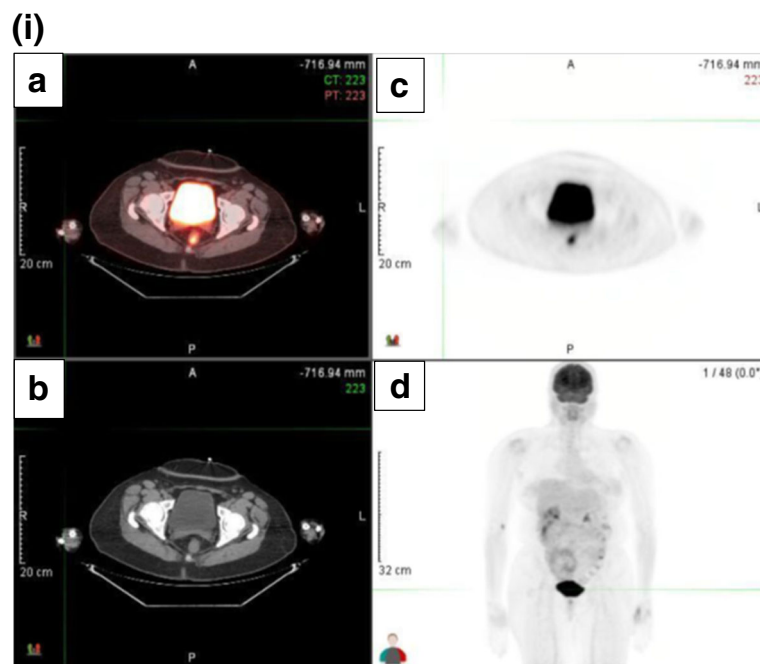 (i)
a
A
-716.94 mm
CT: 223
PT: 223
R
L
20 cm
P
c
A
-716.94 mm
223
R
L
20 cm
P
b
A
-716.94 mm
223
R
L
20 cm
P
d
1 / 48 (0.0°
32 cm